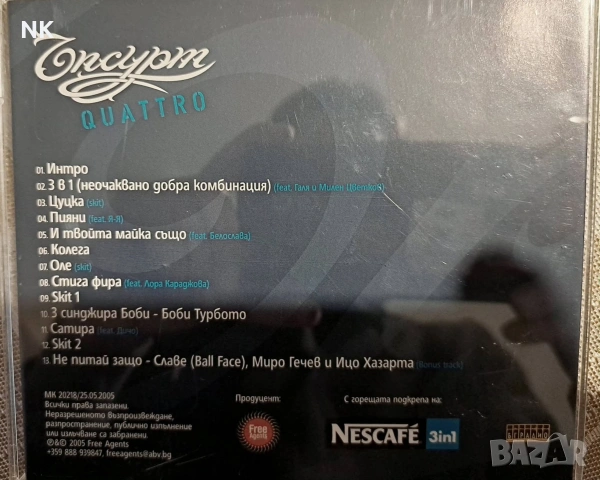 NK
Ъпсурт
QUATTRO
01. Интро
02. 3 в 1 (неочаквано добра комбинация) (feat. Галя и Милен Цветков)
03. Цуцка (skit)
04. Пияни (feat. Я-Я)
05. И твойта майка също (feat. Белослава)
06. Колега
07. Оле (skit)
08. Стига фира (feat. Лора Караджова)
09. Skit 1
10. 3 синджира Боби - Боби Турбото
11. Сатира (feat. Дичо)
12. Skit 2
13. Не питай защо - Славе (Ball Face), Миро Гечев и Ицо Хазарта (Bonus track)
МК 20218/25.05.2005
Всички права запазени.
Неразрешеното възпроизвеждане,
разпространение, публично изпълнение
или излъчване са забранени.
℗&© 2005 Free Agents
+359 888 939847, freeagents@abv.bg
Продуцент:
Free Agents
С горещата подкрепа на:
NESCAFÉ 3in1
BAZAR